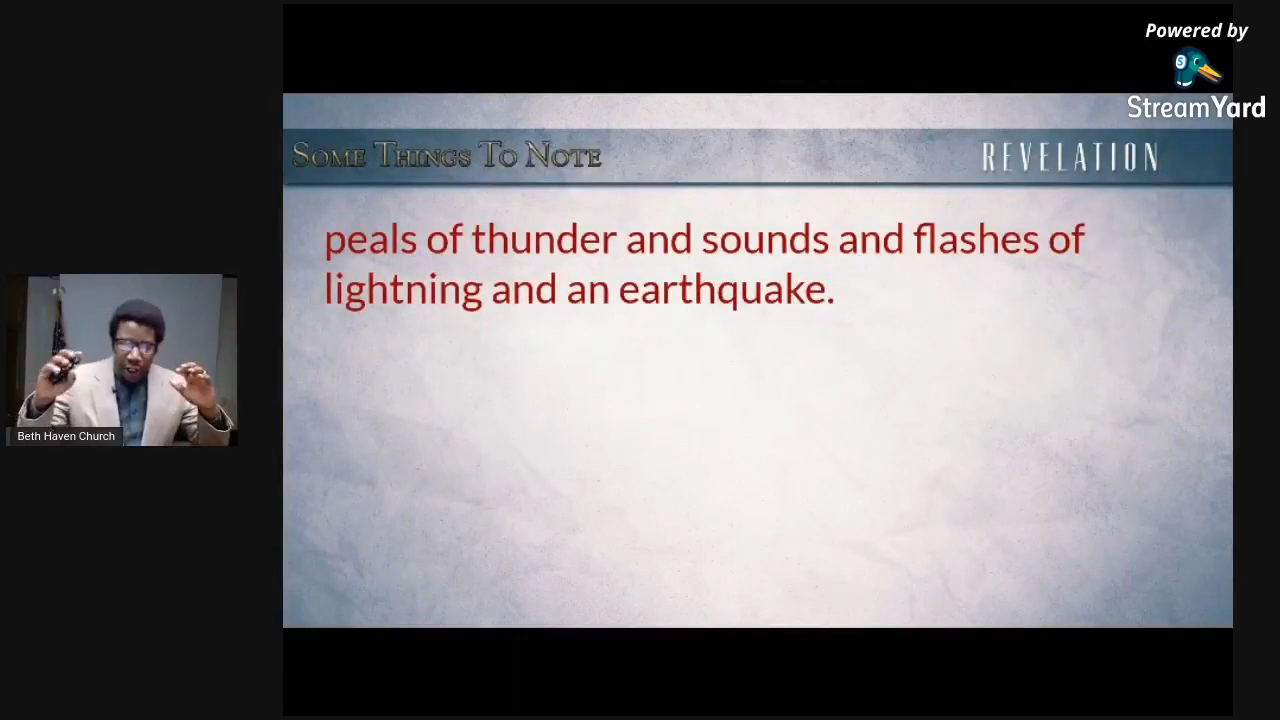 Powered by
StreamYard
SOME THINGS TO NOTE
REVELATION
peals of thunder and sounds and flashes of
lightning and an earthquake.
Beth Haven Church